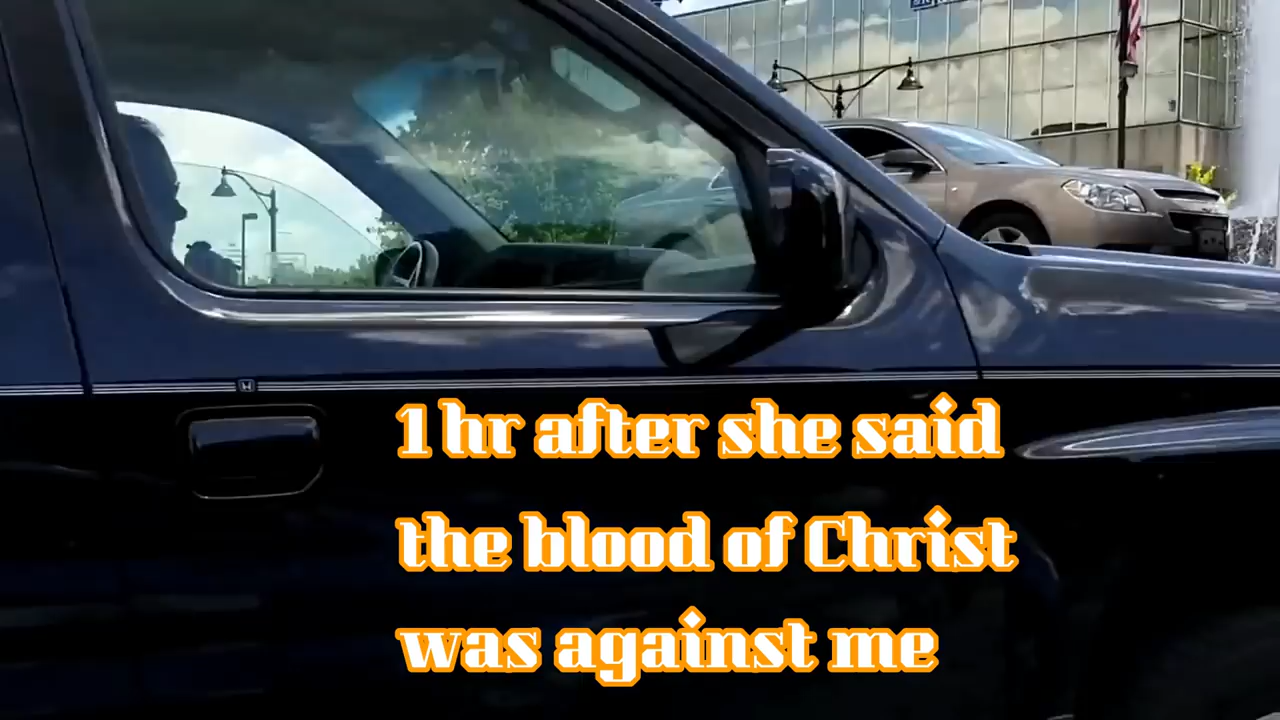 1 hr after she said
the blood of Christ
was against me